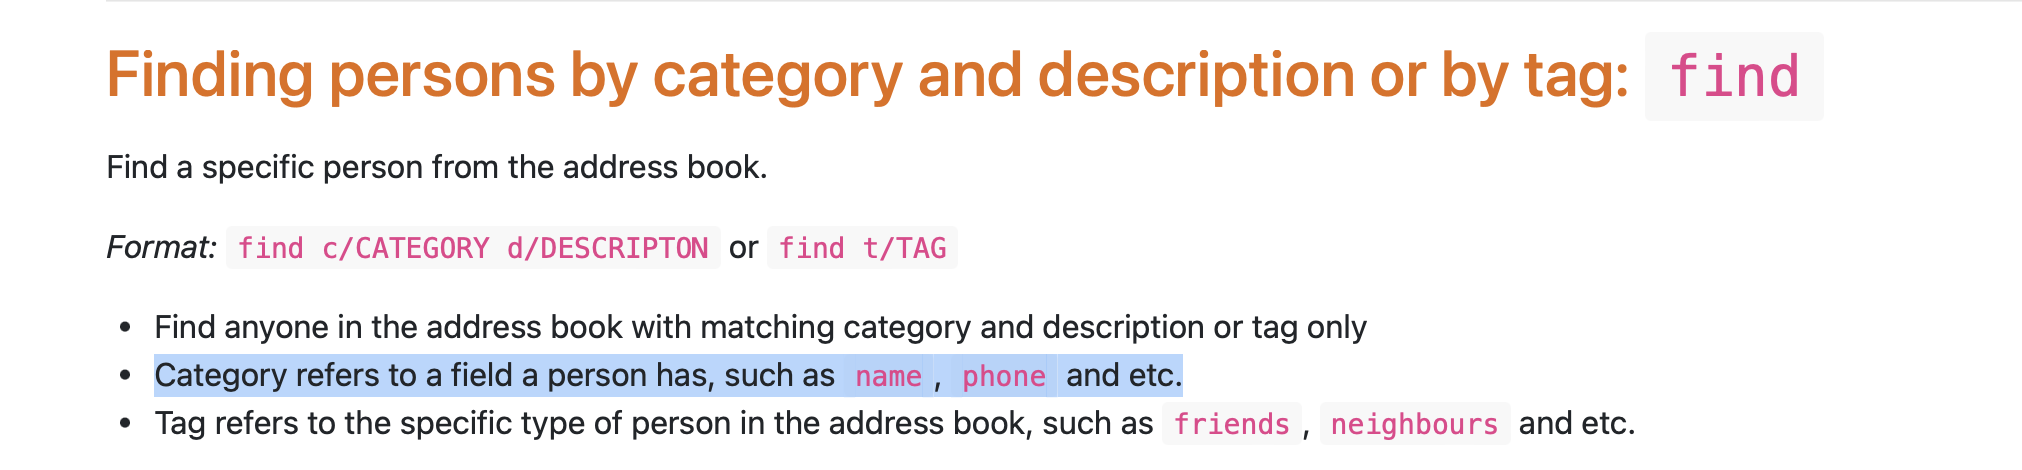 Finding persons by category and description or by tag: find
Find a specific person from the address book.
Format: find c/CATEGORY d/DESCRIPTON or find t/TAG
• Find anyone in the address book with matching category and description or tag only
• Category refers to a field a person has, such as name , phone and etc.
• Tag refers to the specific type of person in the address book, such as friends , neighbours and etc.